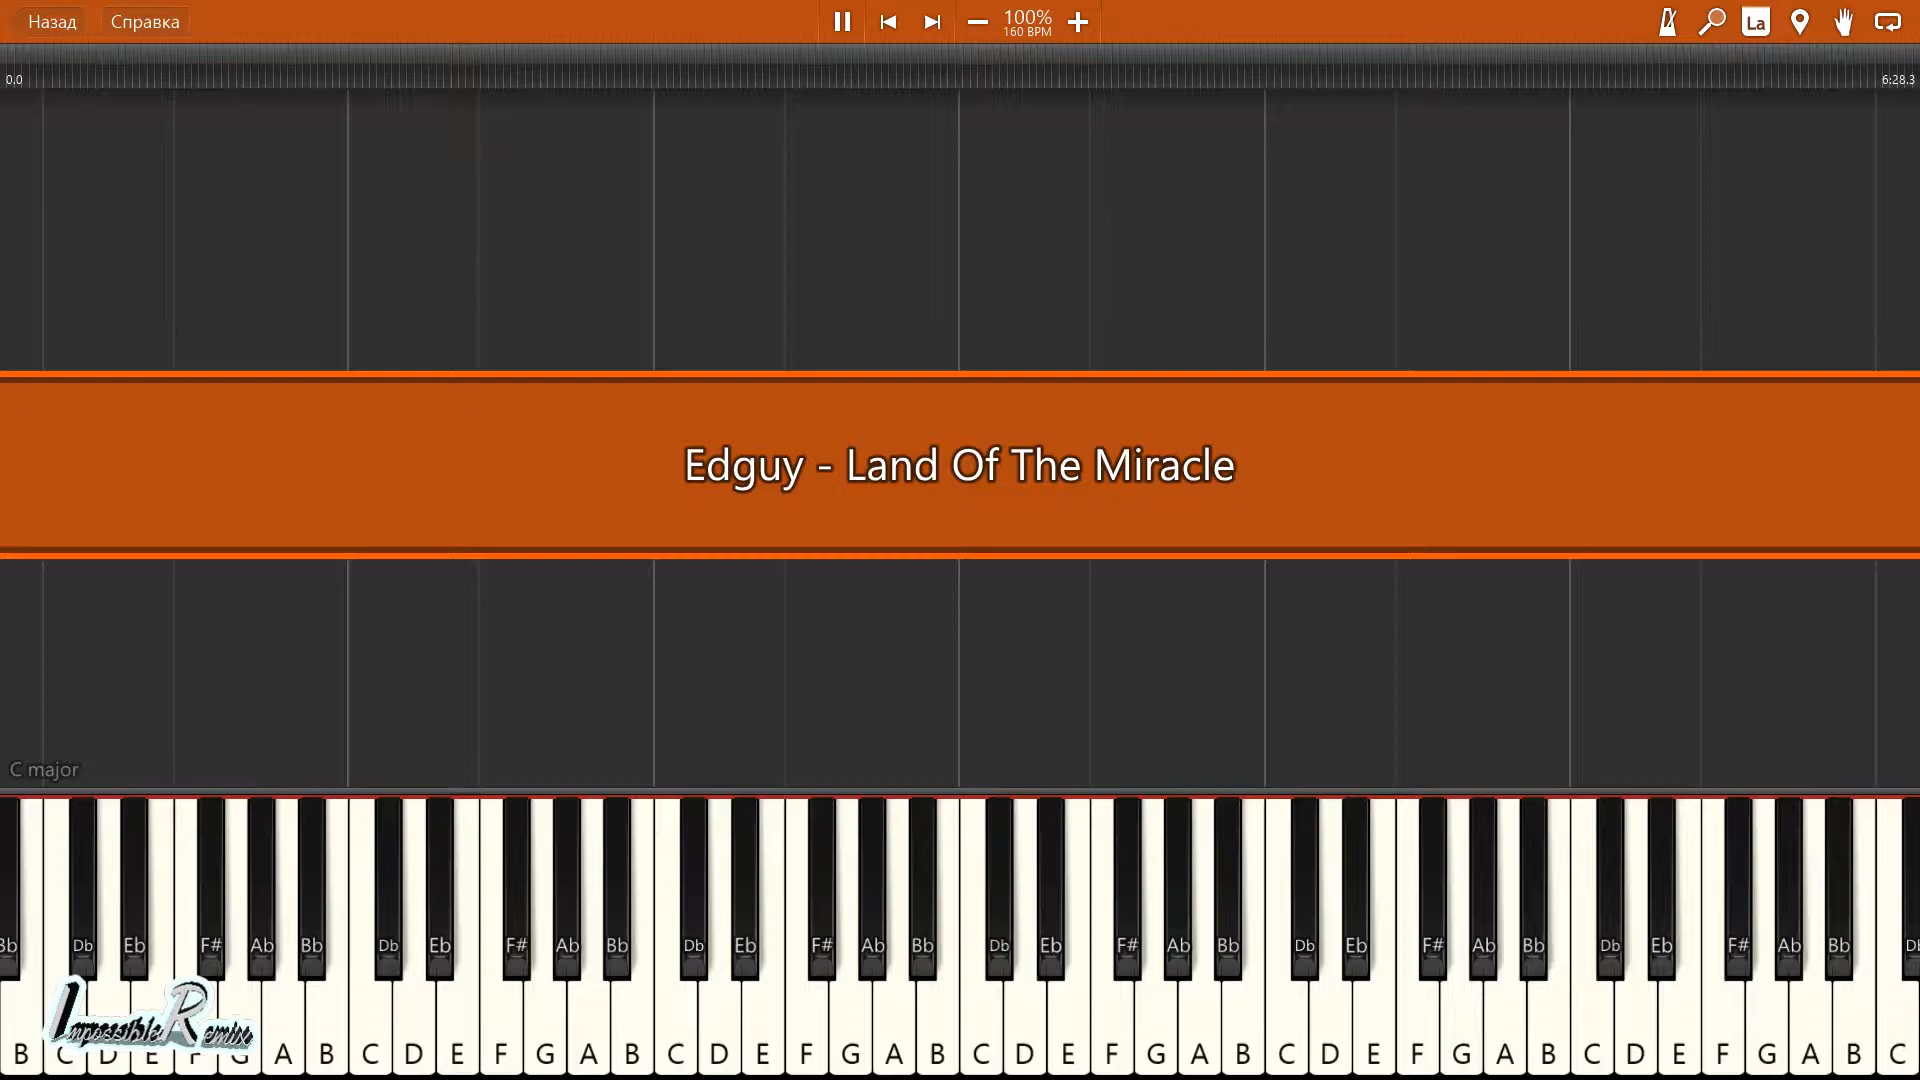 Назад Справка 100% La
160 BPM
0.0 6:28.3
Edguy - Land Of The Miracle
C major
Bb Db Eb F# Ab Bb Db Eb F# Ab Bb Db Eb F# Ab Bb Db Eb F# Ab Bb Db Eb F# Ab Bb Db Eb F# Ab Bb
Impossible Remix
B C D E F G A B C D E F G A B C D E F G A B C D E F G A B C D E F G A B C D E F G A B C